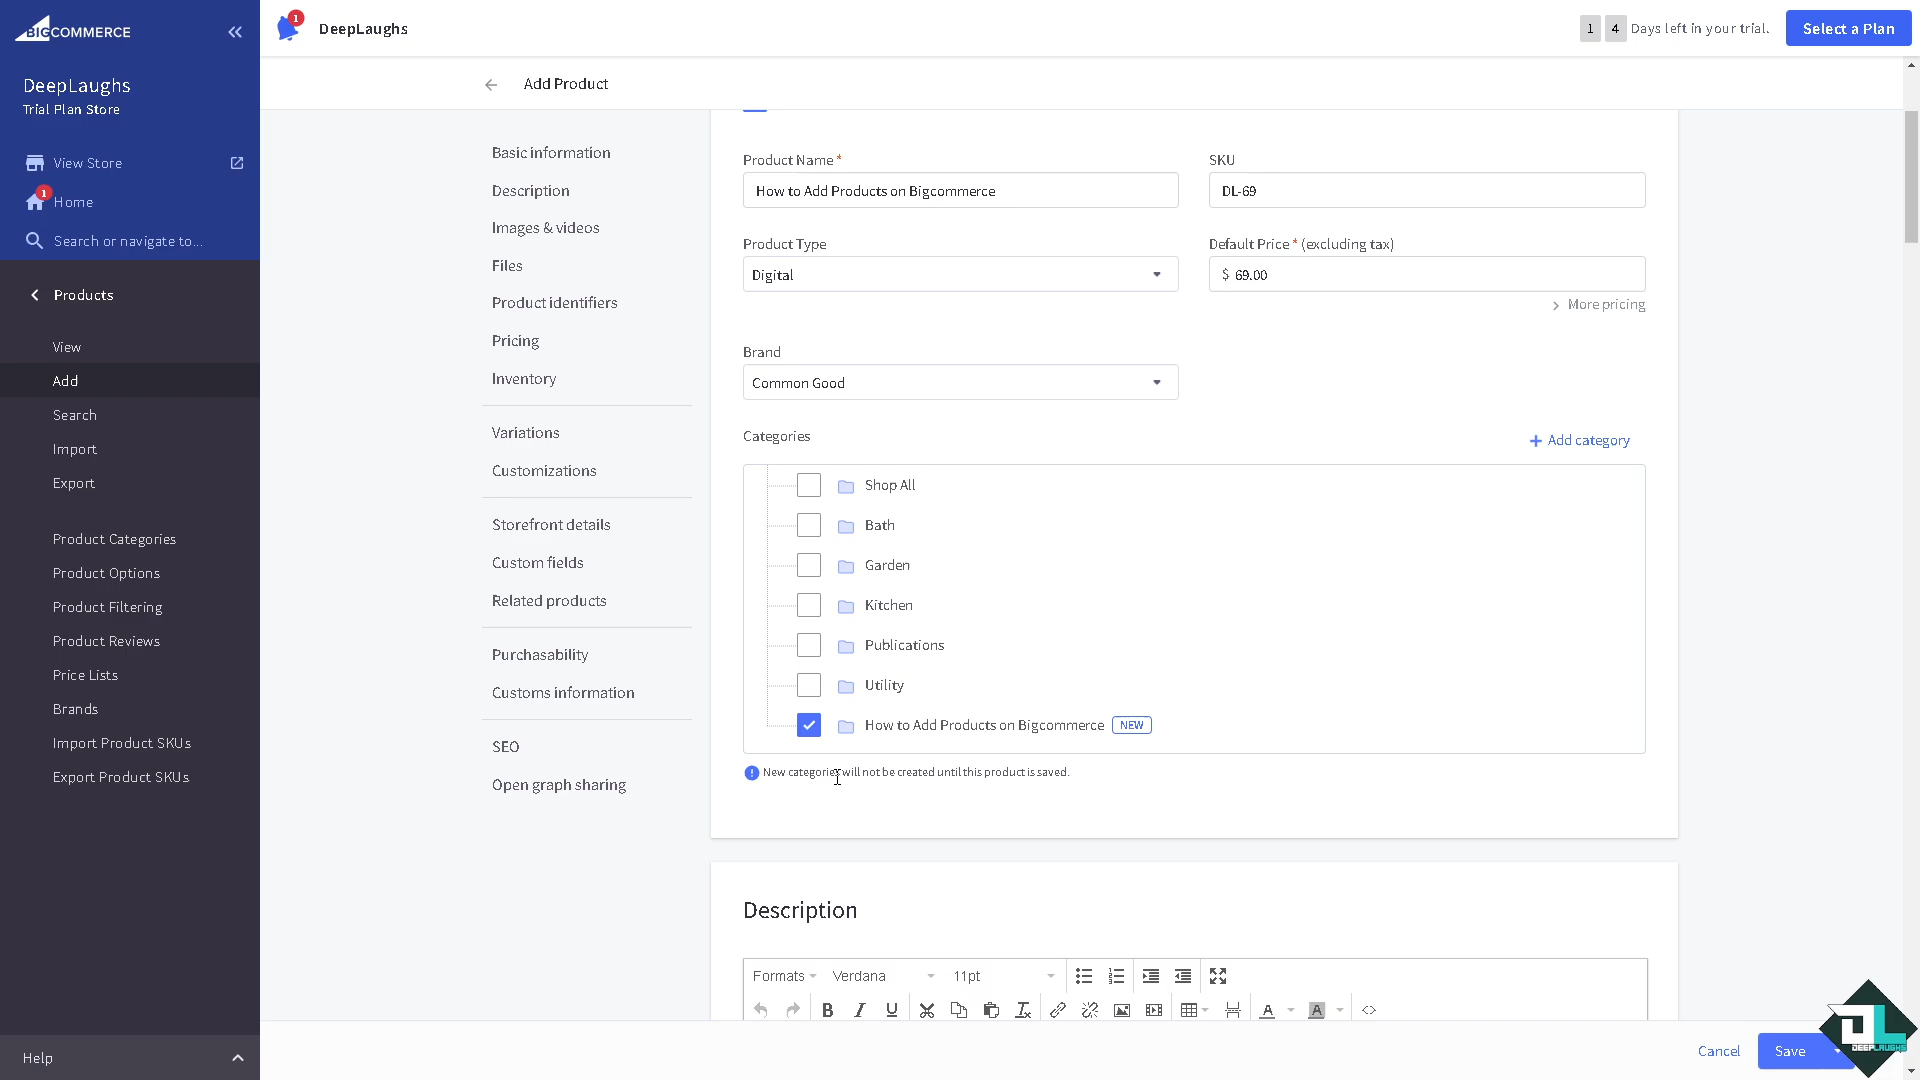 BIGCOMMERCE
1
DeepLaughs
1 4 Days left in your trial.
Select a Plan
DeepLaughs
Trial Plan Store
View Store
1
Home
Search or navigate to...
Products
View
Add
Search
Import
Export
Product Categories
Product Options
Product Filtering
Product Reviews
Price Lists
Brands
Import Product SKUs
Export Product SKUs
Help
Add Product
Basic information
Description
Images & videos
Files
Product identifiers
Pricing
Inventory
Variations
Customizations
Storefront details
Custom fields
Related products
Purchasability
Customs information
SEO
Open graph sharing
Product Name *
How to Add Products on Bigcommerce
SKU
DL-69
Product Type
Digital
Default Price * (excluding tax)
$ 69.00
More pricing
Brand
Common Good
Categories
Add category
Shop All
Bath
Garden
Kitchen
Publications
Utility
How to Add Products on Bigcommerce NEW
New categories will not be created until this product is saved.
Description
Formats Verdana 11pt
Cancel
Save
DEEPLAUGHS